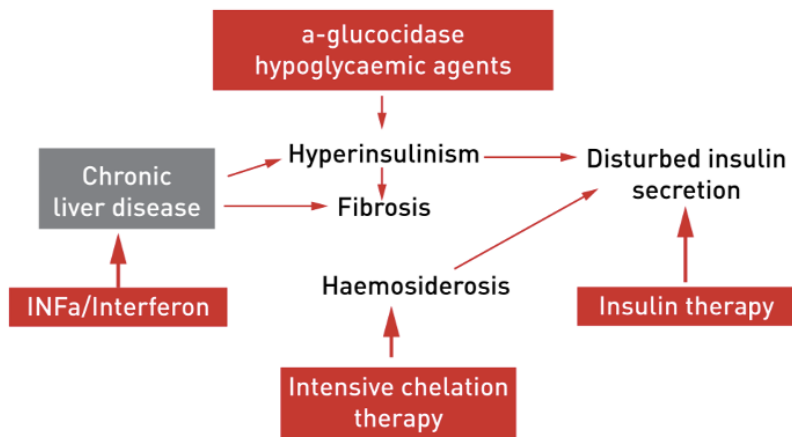 a-glucocidase
hypoglycaemic agents
Hyperinsulinism
Disturbed insulin
secretion
Chronic
liver disease
Fibrosis
Haemosiderosis
INFa/Interferon
Insulin therapy
Intensive chelation
therapy